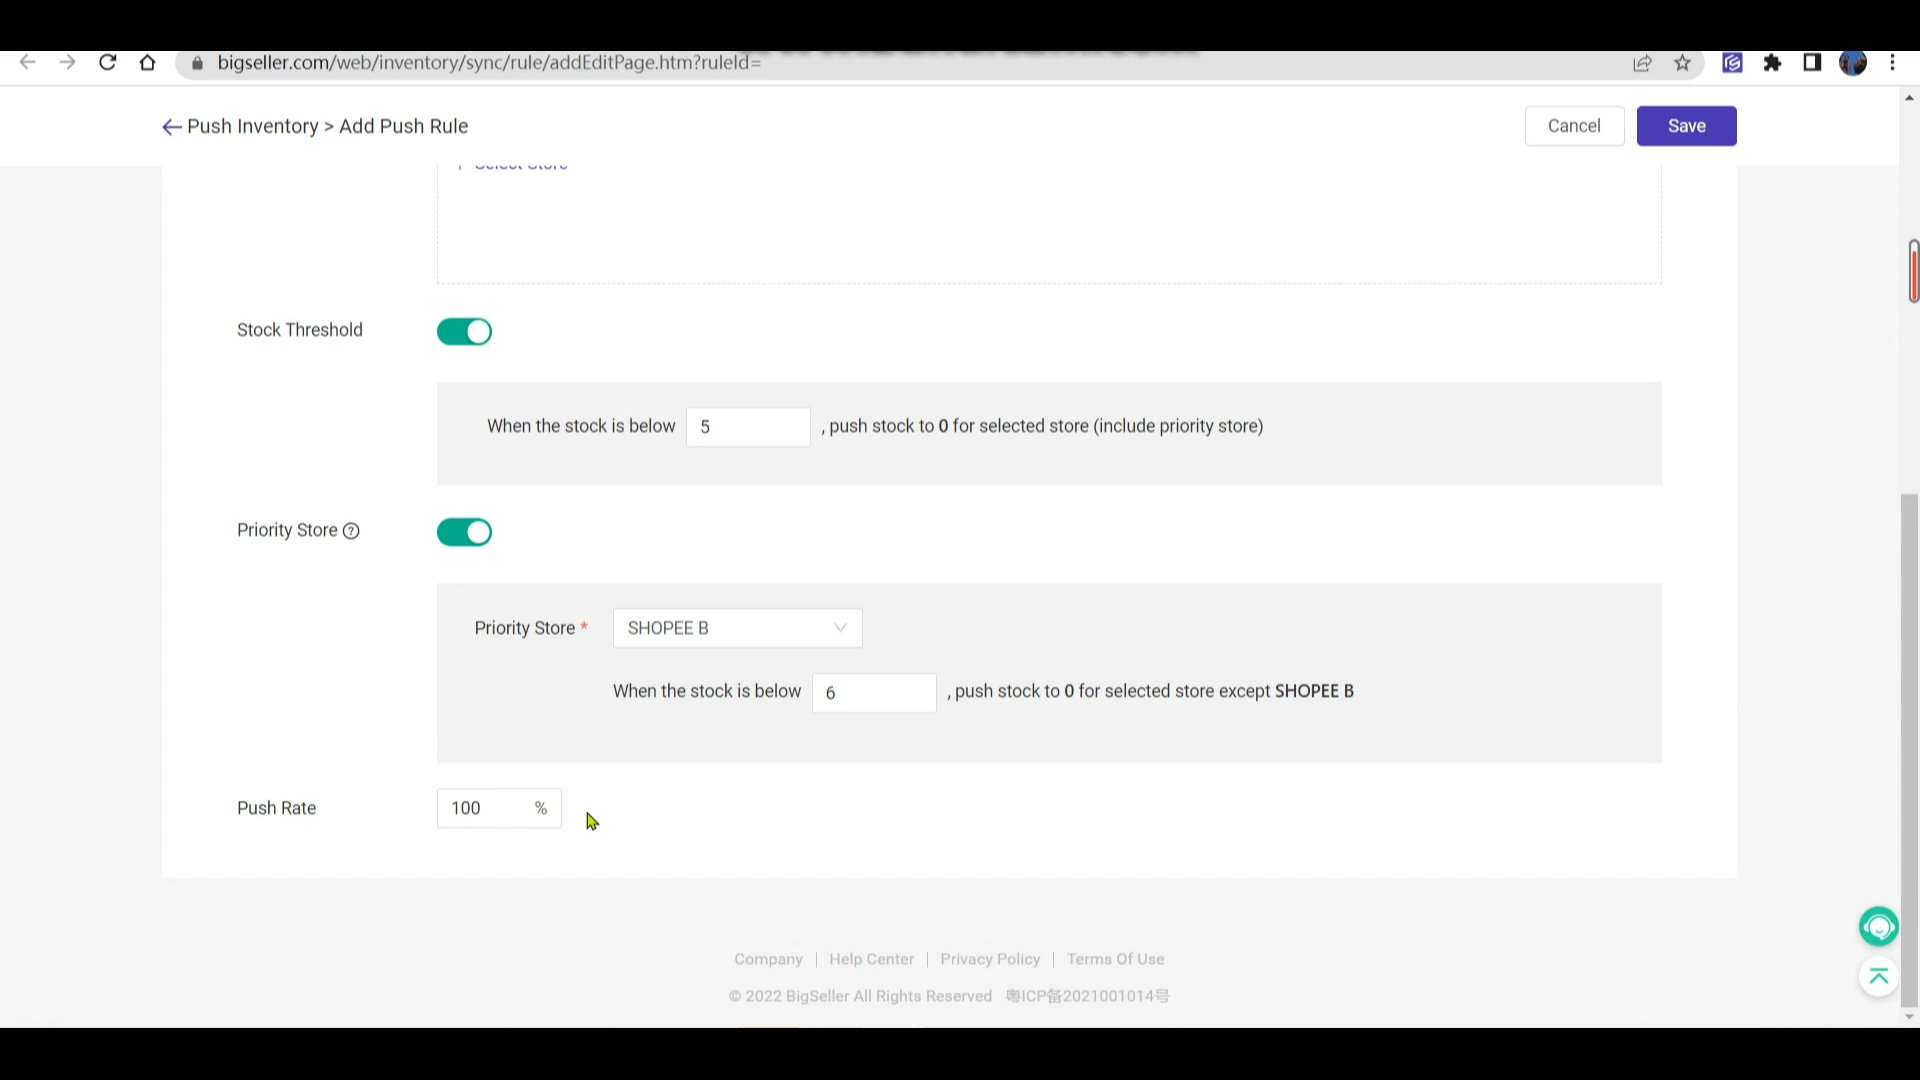 bigseller.com/web/inventory/sync/rule/addEditPage.htm?ruleId=
Push Inventory > Add Push Rule
Cancel
Save
Select Store
Stock Threshold
When the stock is below 5 , push stock to 0 for selected store (include priority store)
Priority Store ?
Priority Store * SHOPEE B
When the stock is below 6 , push stock to 0 for selected store except SHOPEE B
Push Rate 100 %
Company | Help Center | Privacy Policy | Terms Of Use
© 2022 BigSeller All Rights Reserved 粤ICP备2021001014号